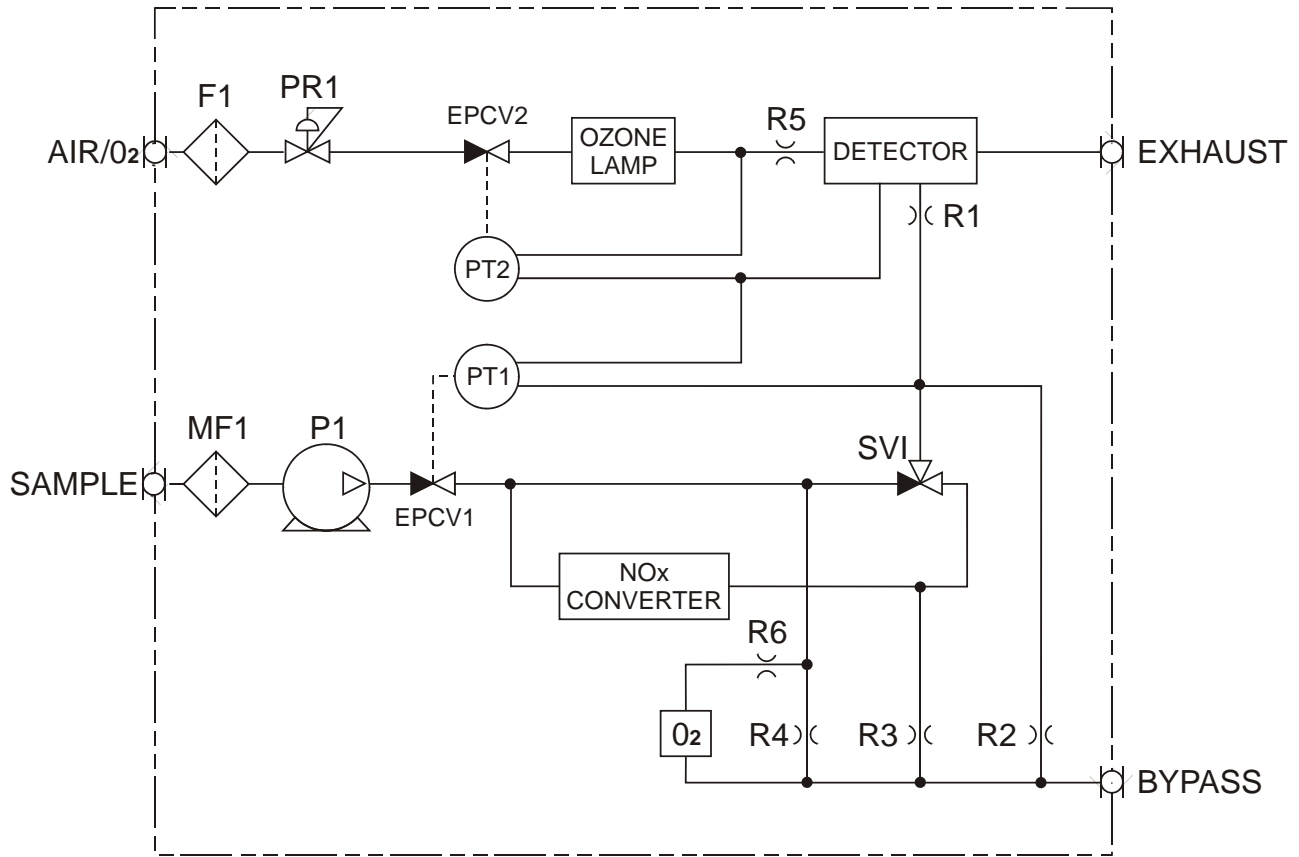 F1
PR1
EPCV2
AIR/02
OZONE
LAMP
R5
DETECTOR
EXHAUST
R1
PT2
PT1
MF1
P1
SVI
SAMPLE
EPCV1
NOx
CONVERTER
R6
02
R4
R3
R2
BYPASS